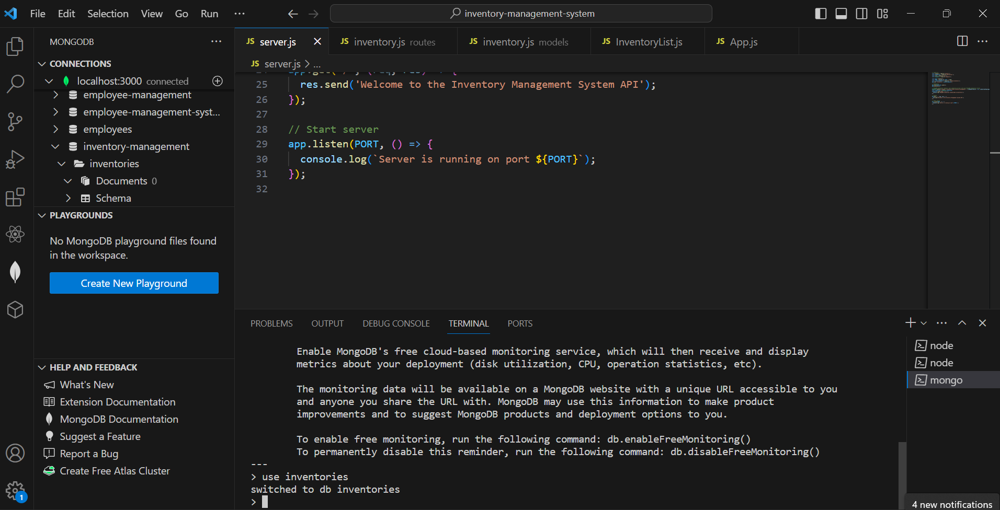 File Edit Selection View Go Run ···
inventory-management-system
MONGODB ···
CONNECTIONS
localhost:3000 connected
employee-management
employee-management-syst...
employees
inventory-management
inventories
Documents 0
Schema
PLAYGROUNDS
No MongoDB playground files found
in the workspace.
Create New Playground
HELP AND FEEDBACK
What's New
Extension Documentation
MongoDB Documentation
Suggest a Feature
Report a Bug
Create Free Atlas Cluster
1
JS server.js
JS inventory.js routes
JS inventory.js models
JS InventoryList.js
JS App.js
JS server.js > ...
24 app.get('/', (req, res) => {
25 res.send('Welcome to the Inventory Management System API');
26 });
27
28 // Start server
29 app.listen(PORT, () => {
30 console.log(`Server is running on port ${PORT}`);
31 });
32
PROBLEMS OUTPUT DEBUG CONSOLE TERMINAL PORTS
Enable MongoDB's free cloud-based monitoring service, which will then receive and display
metrics about your deployment (disk utilization, CPU, operation statistics, etc).
The monitoring data will be available on a MongoDB website with a unique URL accessible to you
and anyone you share the URL with. MongoDB may use this information to make product
improvements and to suggest MongoDB products and deployment options to you.
To enable free monitoring, run the following command: db.enableFreeMonitoring()
To permanently disable this reminder, run the following command: db.disableFreeMonitoring()
---
> use inventories
switched to db inventories
>
node
node
mongo
4 new notifications